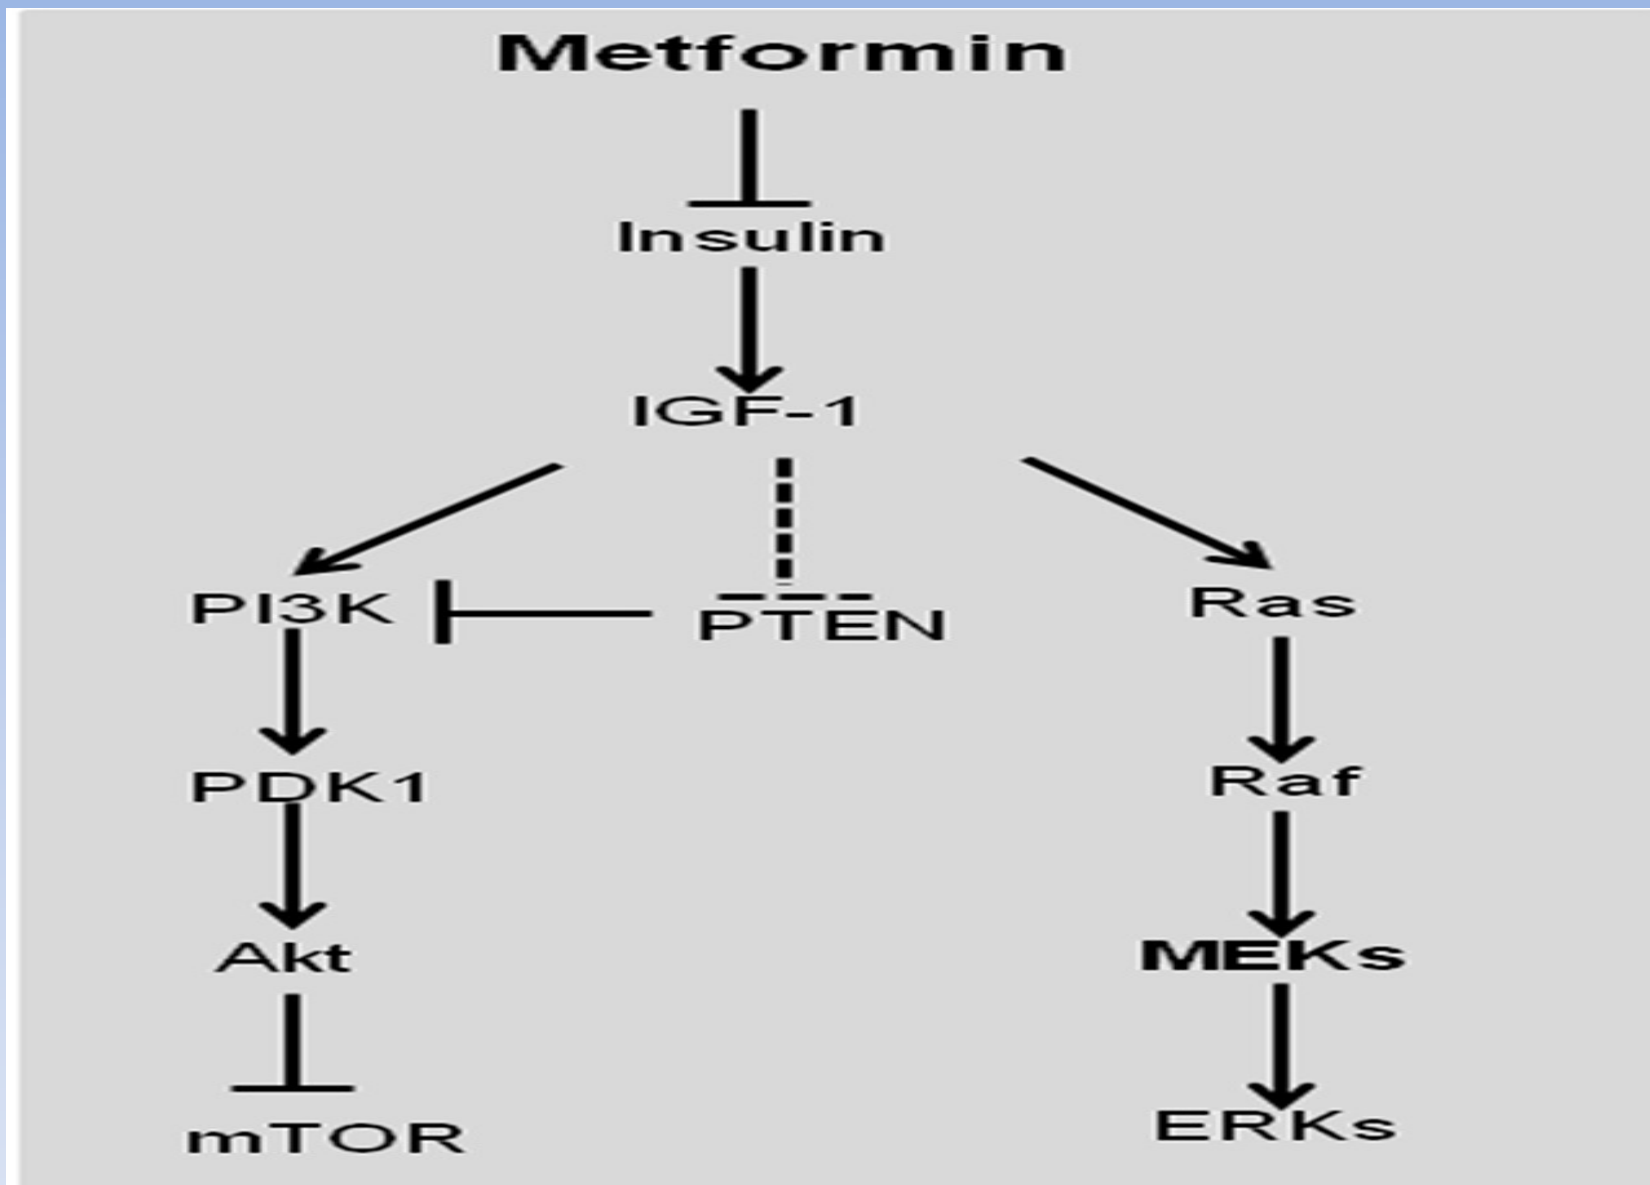 Metformin
Insulin
IGF-1
PI3K
PTEN
Ras
PDK1
Raf
Akt
MEKs
mTOR
ERKs